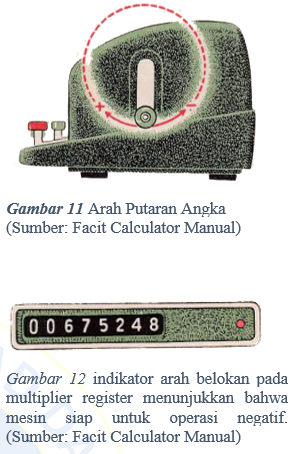 Gambar 11 Arah Putaran Angka
(Sumber: Facit Calculator Manual)
00675248
Gambar 12 indikator arah belokan pada
multiplier register menunjukkan bahwa
mesin siap untuk operasi negatif.
(Sumber: Facit Calculator Manual)